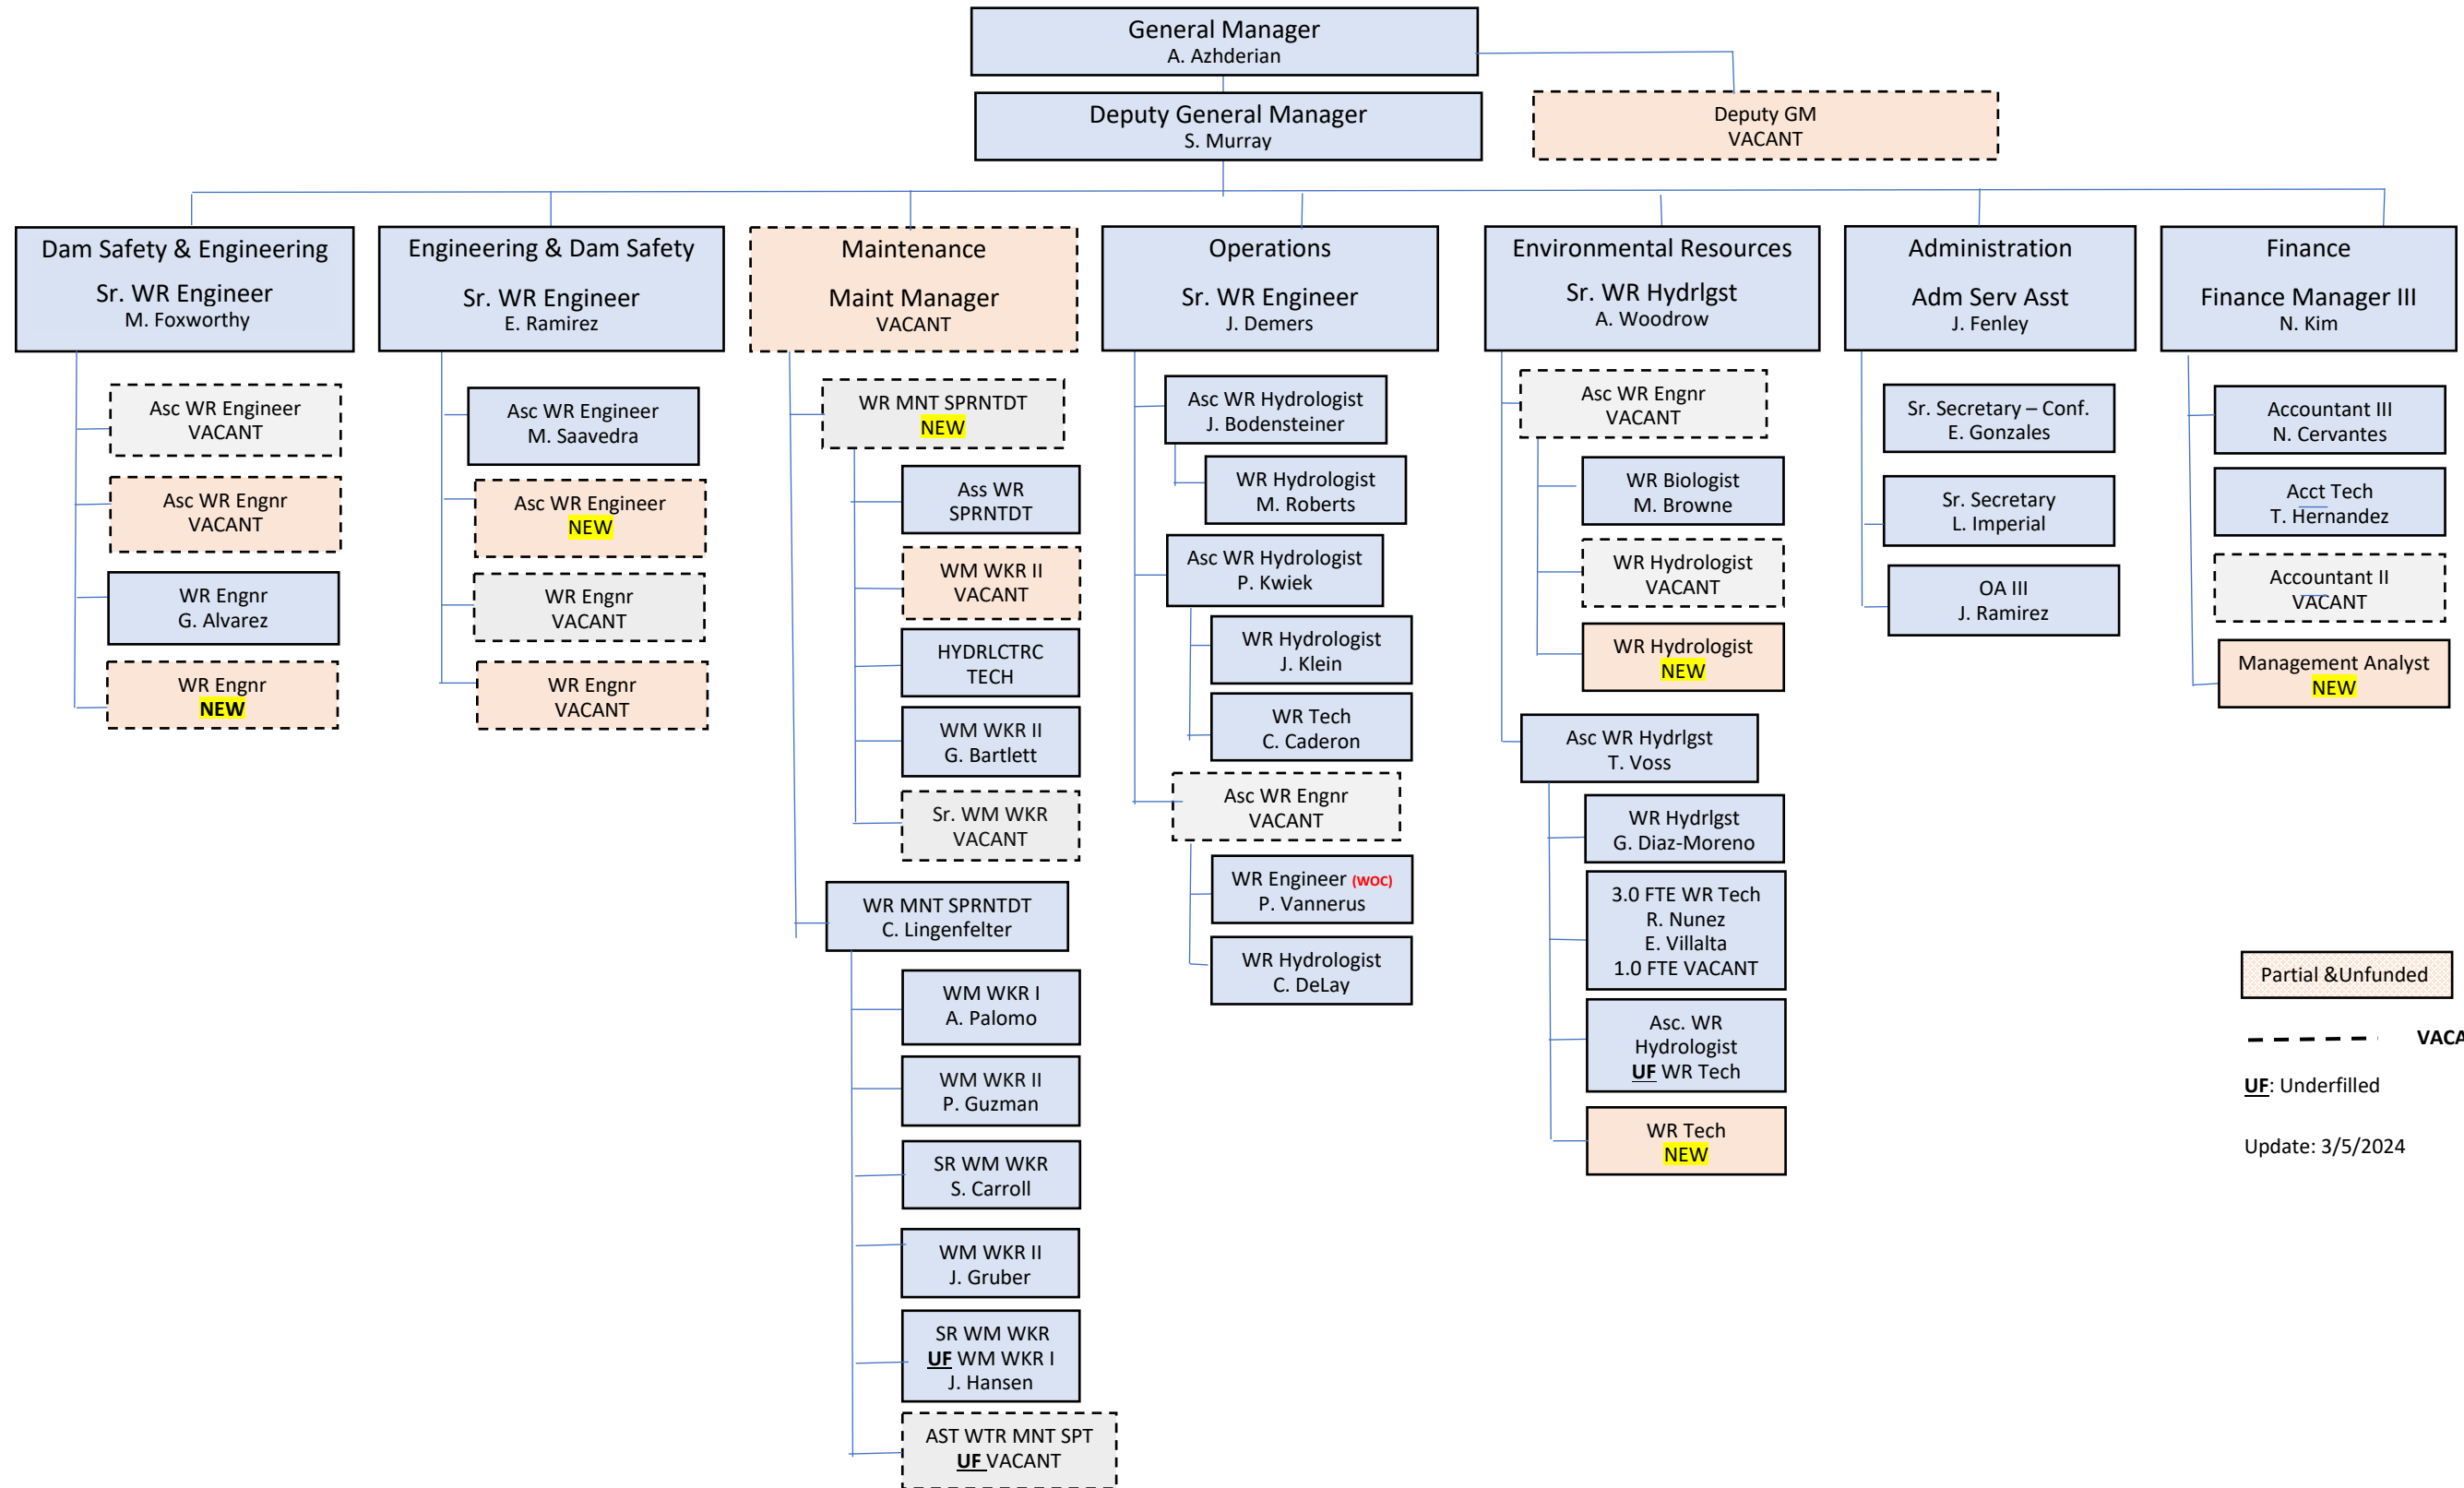 General Manager
A. Azhderian
Deputy General Manager
S. Murray
Deputy GM
VACANT
Dam Safety & Engineering
Sr. WR Engineer
M. Foxworthy
Asc WR Engineer
VACANT
Asc WR Engnr
VACANT
WR Engnr
G. Alvarez
WR Engnr
NEW
Engineering & Dam Safety
Sr. WR Engineer
E. Ramirez
Asc WR Engineer
M. Saavedra
Asc WR Engineer
NEW
WR Engnr
VACANT
WR Engnr
VACANT
Maintenance
Maint Manager
VACANT
WR MNT SPRNTDT
NEW
Ass WR
SPRNTDT
WM WKR II
VACANT
HYDRLCTRC
TECH
WM WKR II
G. Bartlett
Sr. WM WKR
VACANT
WR MNT SPRNTDT
C. Lingenfelter
WM WKR I
A. Palomo
WM WKR II
P. Guzman
SR WM WKR
S. Carroll
WM WKR II
J. Gruber
SR WM WKR
UF WM WKR I
J. Hansen
AST WTR MNT SPT
UF VACANT
Operations
Sr. WR Engineer
J. Demers
Asc WR Hydrologist
J. Bodensteiner
WR Hydrologist
M. Roberts
Asc WR Hydrologist
P. Kwiek
WR Hydrologist
J. Klein
WR Tech
C. Caderon
Asc WR Engnr
VACANT
WR Engineer (WOC)
P. Vannerus
WR Hydrologist
C. DeLay
Environmental Resources
Sr. WR Hydrlgst
A. Woodrow
Asc WR Engnr
VACANT
WR Biologist
M. Browne
WR Hydrologist
VACANT
WR Hydrologist
NEW
Asc WR Hydrlgst
T. Voss
WR Hydrlgst
G. Diaz-Moreno
3.0 FTE WR Tech
R. Nunez
E. Villalta
1.0 FTE VACANT
Asc. WR
Hydrologist
UF WR Tech
WR Tech
NEW
Administration
Adm Serv Asst
J. Fenley
Sr. Secretary – Conf.
E. Gonzales
Sr. Secretary
L. Imperial
OA III
J. Ramirez
Finance
Finance Manager III
N. Kim
Accountant III
N. Cervantes
Acct Tech
T. Hernandez
Accountant II
VACANT
Management Analyst
NEW
Partial &Unfunded
VACA
UF: Underfilled
Update: 3/5/2024